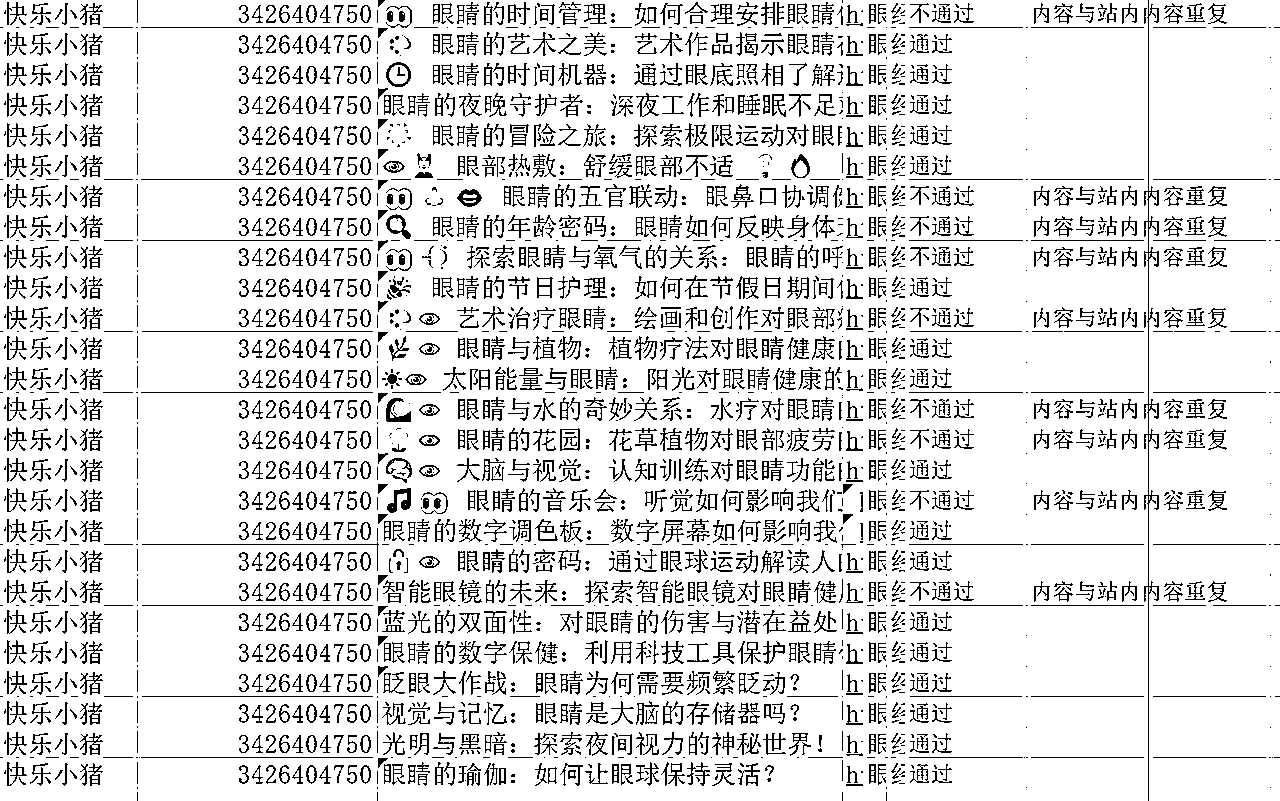 快乐小猪 3426404750 👀 眼睛的时间管理：如何合理安排眼睛 h 眼 不通过 内容与站内内容重复
快乐小猪 3426404750 眼睛的艺术之美：艺术作品揭示眼睛 h 眼 通过
快乐小猪 3426404750 🕒 眼睛的时间机器：通过眼底照相了解 h 眼 通过
快乐小猪 3426404750 眼睛的夜晚守护者：深夜工作和睡眠不足 h 眼 通过
快乐小猪 3426404750 眼睛的冒险之旅：探索极限运动对眼 h 眼 通过
快乐小猪 3426404750 👁 眼部热敷：舒缓眼部不适 🔥 h 眼 通过
快乐小猪 3426404750 👀 👃 👄 眼睛的五官联动：眼鼻口协调 h 眼 不通过 内容与站内内容重复
快乐小猪 3426404750 🔍 眼睛的年龄密码：眼睛如何反映身体 h 眼 不通过 内容与站内内容重复
快乐小猪 3426404750 👀 探索眼睛与氧气的关系：眼睛的呼 h 眼 不通过 内容与站内内容重复
快乐小猪 3426404750 🎉 眼睛的节日护理：如何在节假日期间 h 眼 通过
快乐小猪 3426404750 👁 艺术治疗眼睛：绘画和创作对眼部 h 眼 不通过 内容与站内内容重复
快乐小猪 3426404750 🌿 👁 眼睛与植物：植物疗法对眼睛健康 h 眼 通过
快乐小猪 3426404750 ☀👁 太阳能量与眼睛：阳光对眼睛健康的 h 眼 通过
快乐小猪 3426404750 🌊 👁 眼睛与水的奇妙关系：水疗对眼睛 h 眼 不通过 内容与站内内容重复
快乐小猪 3426404750 👁 眼睛的花园：花草植物对眼部疲劳 h 眼 不通过 内容与站内内容重复
快乐小猪 3426404750 🧠 👁 大脑与视觉：认知训练对眼睛功能 h 眼 通过
快乐小猪 3426404750 🎵 👀 眼睛的音乐会：听觉如何影响我们 眼 不通过 内容与站内内容重复
快乐小猪 3426404750 眼睛的数字调色板：数字屏幕如何影响我 眼 通过
快乐小猪 3426404750 🔒 👁 眼睛的密码：通过眼球运动解读人 h 眼 通过
快乐小猪 3426404750 智能眼镜的未来：探索智能眼镜对眼睛健 h 眼 不通过 内容与站内内容重复
快乐小猪 3426404750 蓝光的双面性：对眼睛的伤害与潜在益处 h 眼 通过
快乐小猪 3426404750 眼睛的数字保健：利用科技工具保护眼睛 h 眼 通过
快乐小猪 3426404750 眨眼大作战：眼睛为何需要频繁眨动？ h 眼 通过
快乐小猪 3426404750 视觉与记忆：眼睛是大脑的存储器吗？ h 眼 通过
快乐小猪 3426404750 光明与黑暗：探索夜间视力的神秘世界！ h 眼 通过
快乐小猪 3426404750 眼睛的瑜伽：如何让眼球保持灵活？ h 眼 通过